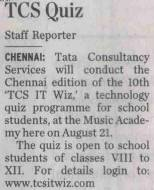 TCS Quiz
Staff Reporter
CHENNAI: Tata Consultancy
Services will conduct the
Chennai edition of the 10th
'TCS IT Wiz,' a technology
quiz programme for school
students, at the Music Acade-
my here on August 21.
The quiz is open to school
students of classes VIII to
XII. For details login to:
www.tcsitwiz.com